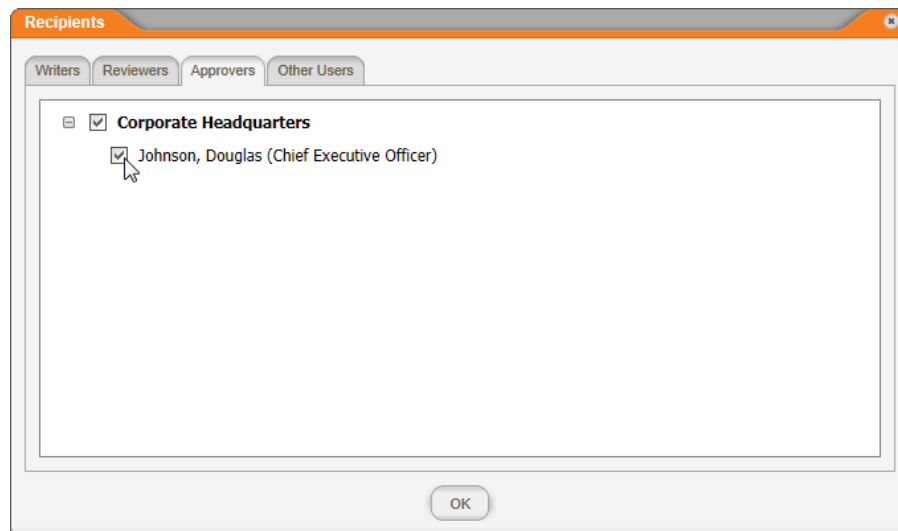 Recipients
Writers Reviewers Approvers Other Users
Corporate Headquarters
Johnson, Douglas (Chief Executive Officer)
OK